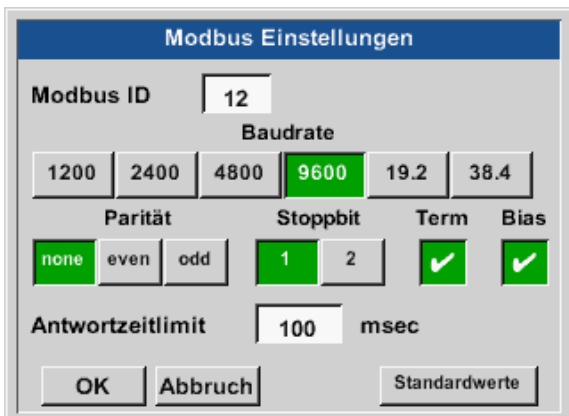 Modbus Einstellungen
Modbus ID 12
Baudrate
1200 2400 4800 9600 19.2 38.4
Parität Stoppbit Term Bias
none even odd 1 2
Antwortzeitlimit 100 msec
OK Abbruch Standardwerte